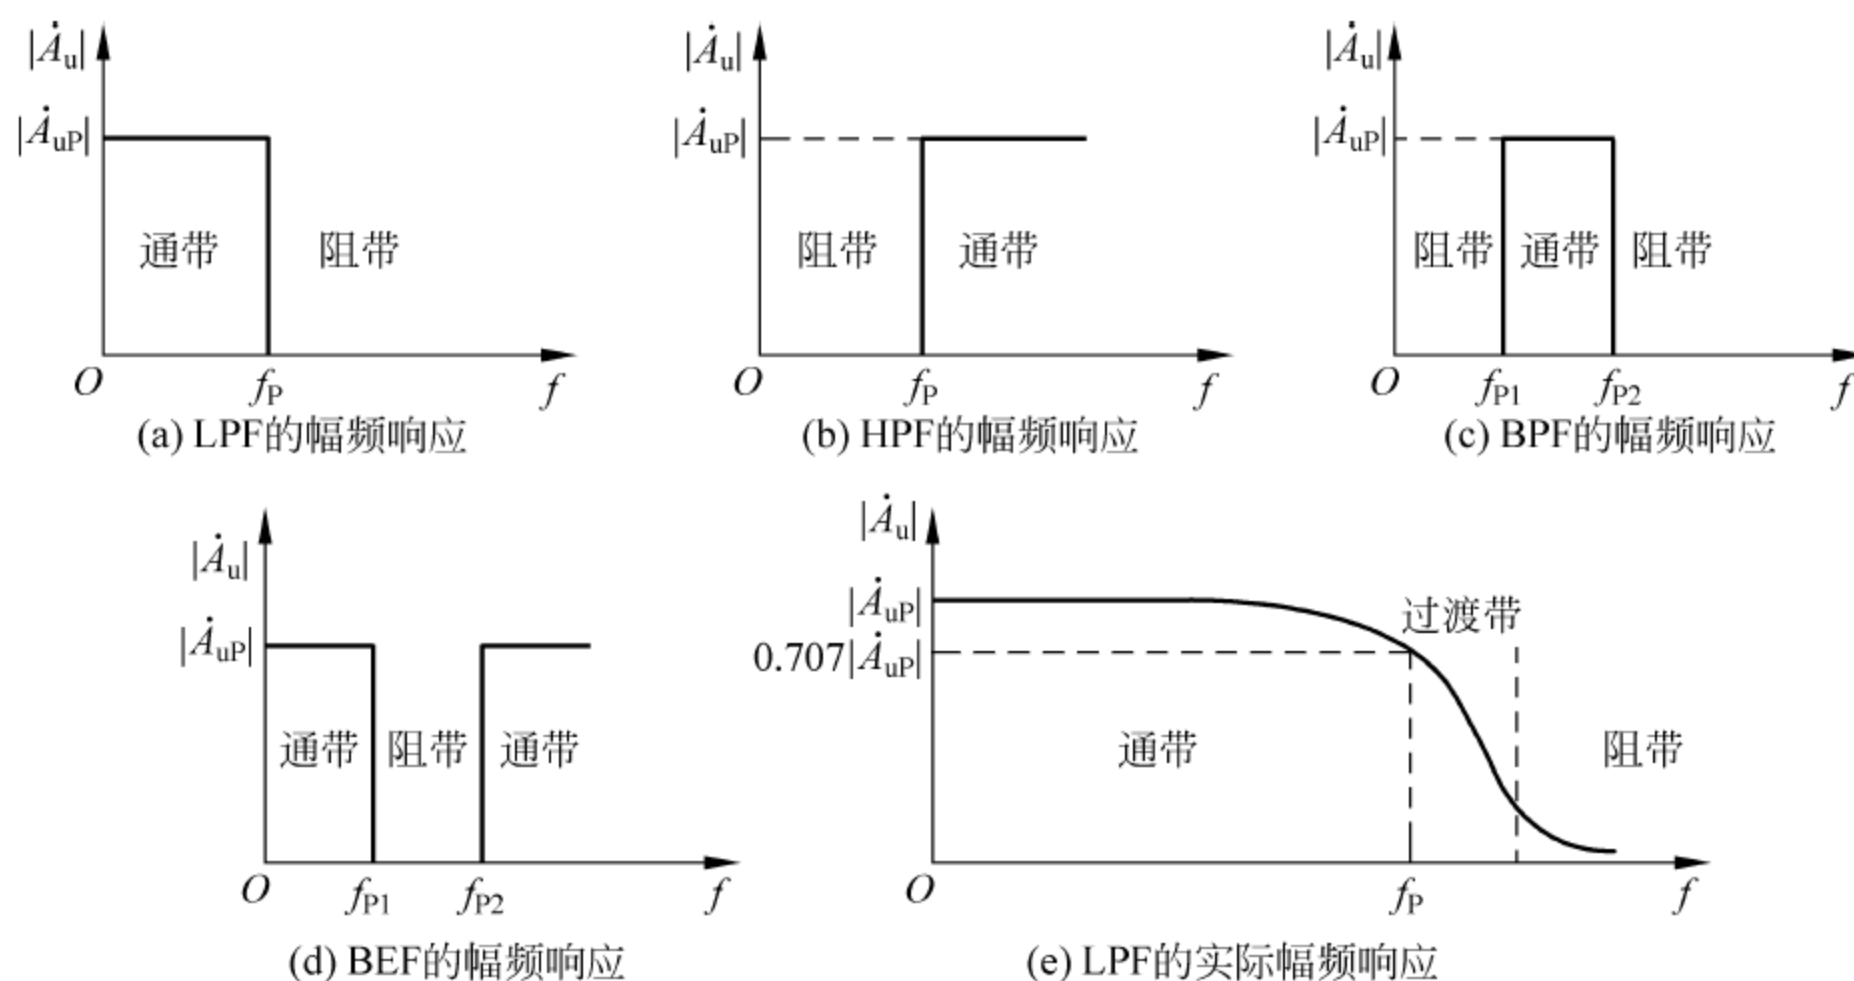 |Ȧu| |Ȧu| |Ȧu|
|ȦuP| |ȦuP| |ȦuP|
通带 阻带 阻带 通带 阻带 通带 阻带
O fP f O fP f O fP1 fP2 f
(a) LPF的幅频响应 (b) HPF的幅频响应 (c) BPF的幅频响应
|Ȧu| |Ȧu|
|ȦuP| |ȦuP| 过渡带
0.707|ȦuP|
通带 阻带 通带 通带 阻带
O fP1 fP2 f O fP f
(d) BEF的幅频响应 (e) LPF的实际幅频响应